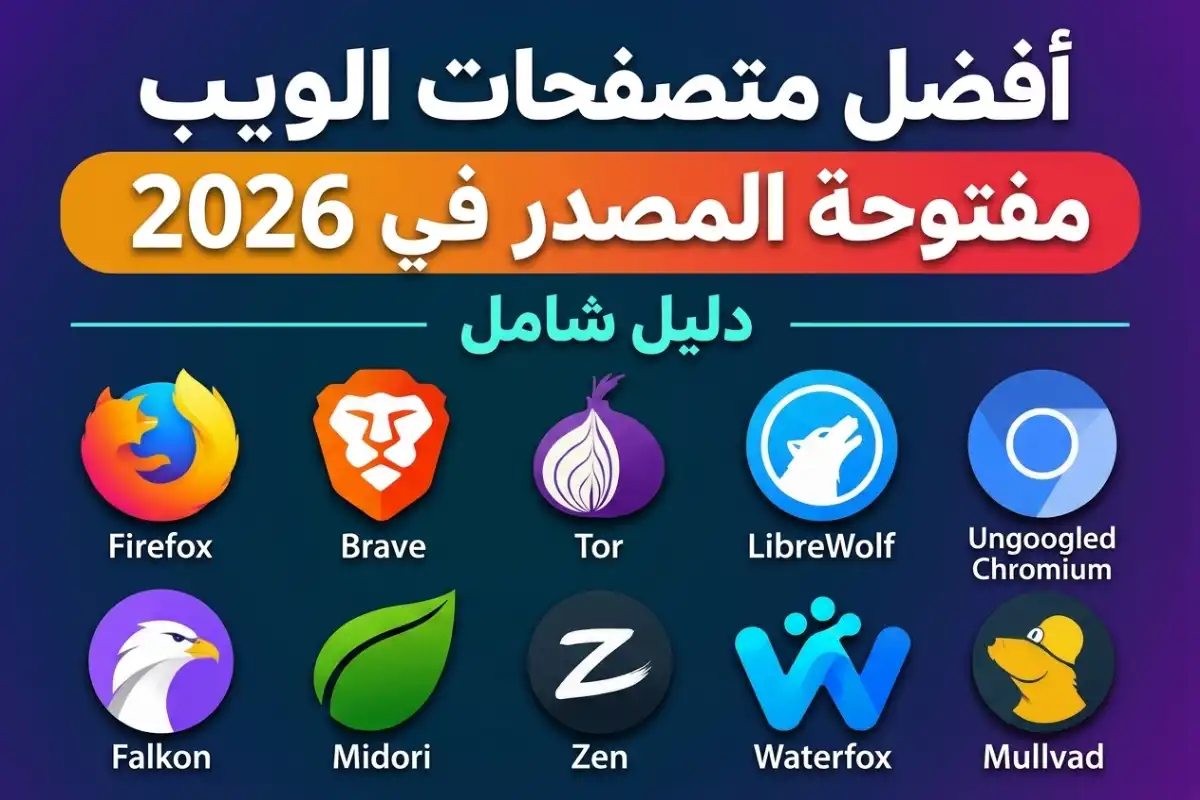 أفضل متصفحات الويب
مفتوحة المصدر في 2026
دليل شامل
Firefox
Brave
Tor
LibreWolf
Ungoogled
Chromium
Falkon
Midori
Zen
Waterfox
Mullvad